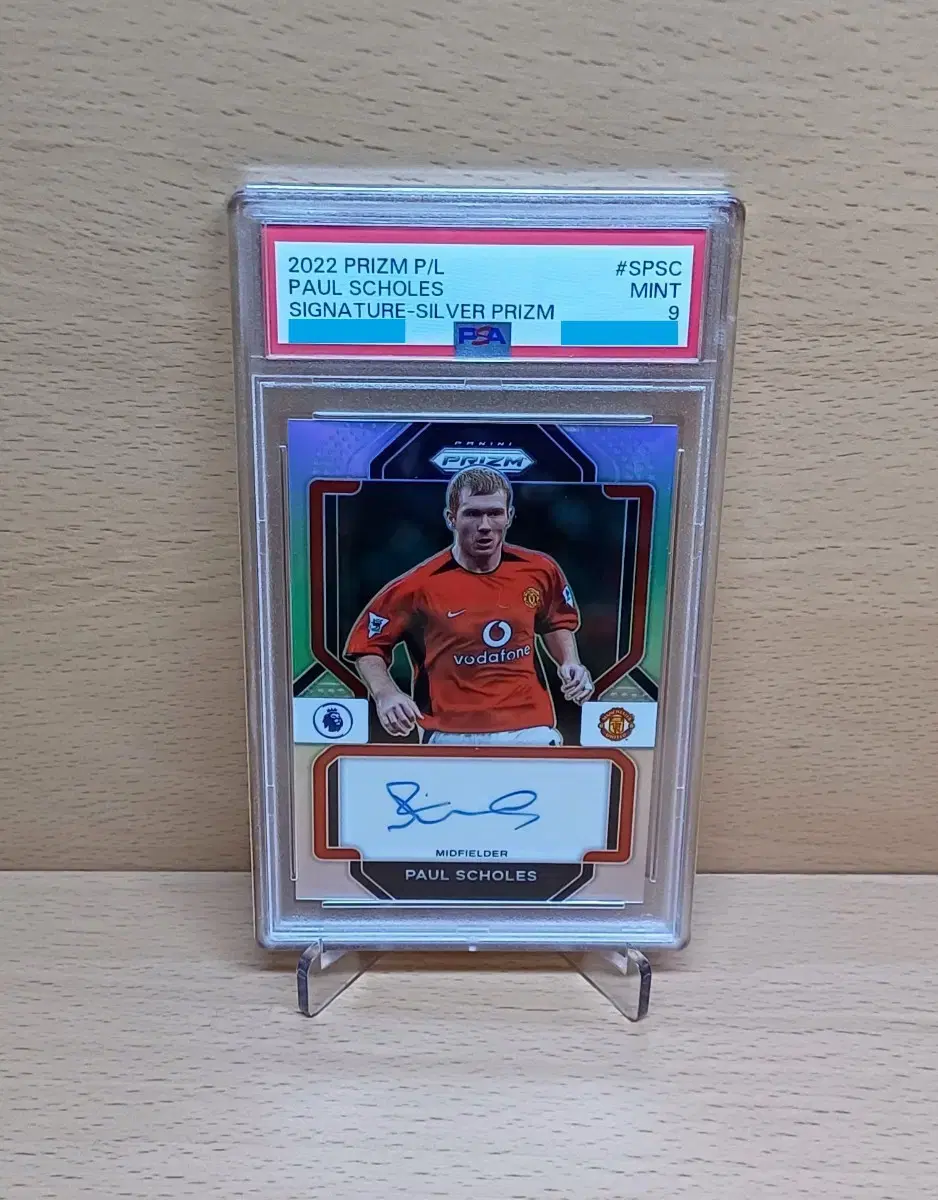 2022 PRIZM P/L #SPSC
PAUL SCHOLES MINT
SIGNATURE-SILVER PRIZM 9
PSA
PANINI
PRIZM
vodafone
MIDFIELDER
PAUL SCHOLES